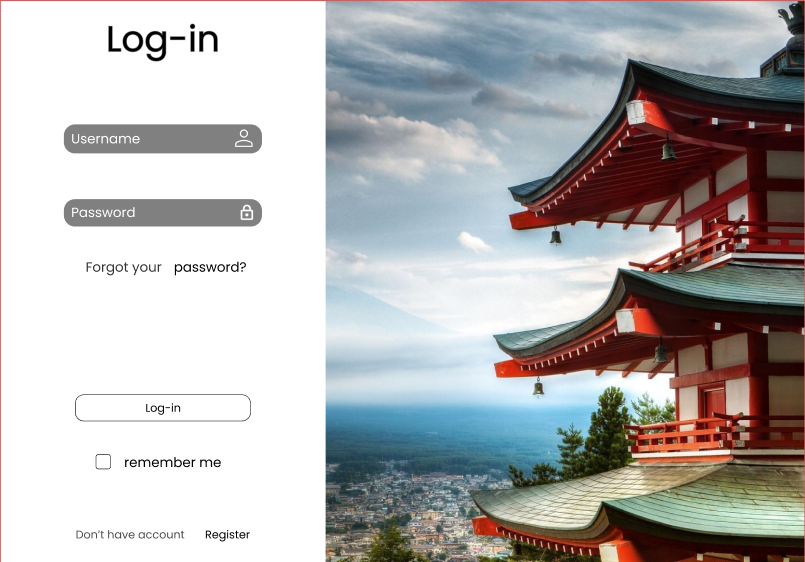 Log-in
Username
Password
Forgot your password?
Log-in
remember me
Don't have account Register